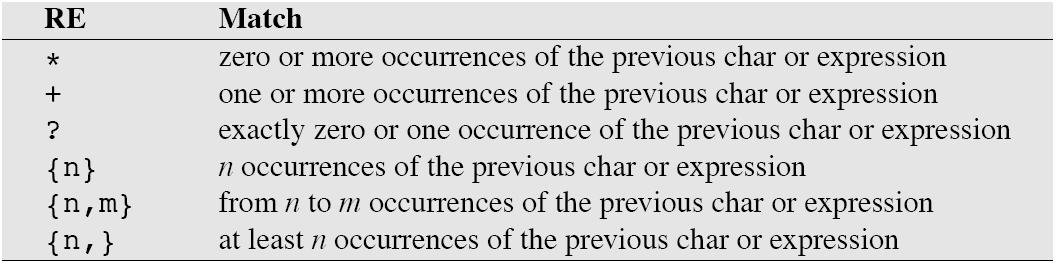 RE Match
* zero or more occurrences of the previous char or expression
+ one or more occurrences of the previous char or expression
? exactly zero or one occurrence of the previous char or expression
{n} n occurrences of the previous char or expression
{n,m} from n to m occurrences of the previous char or expression
{n,} at least n occurrences of the previous char or expression